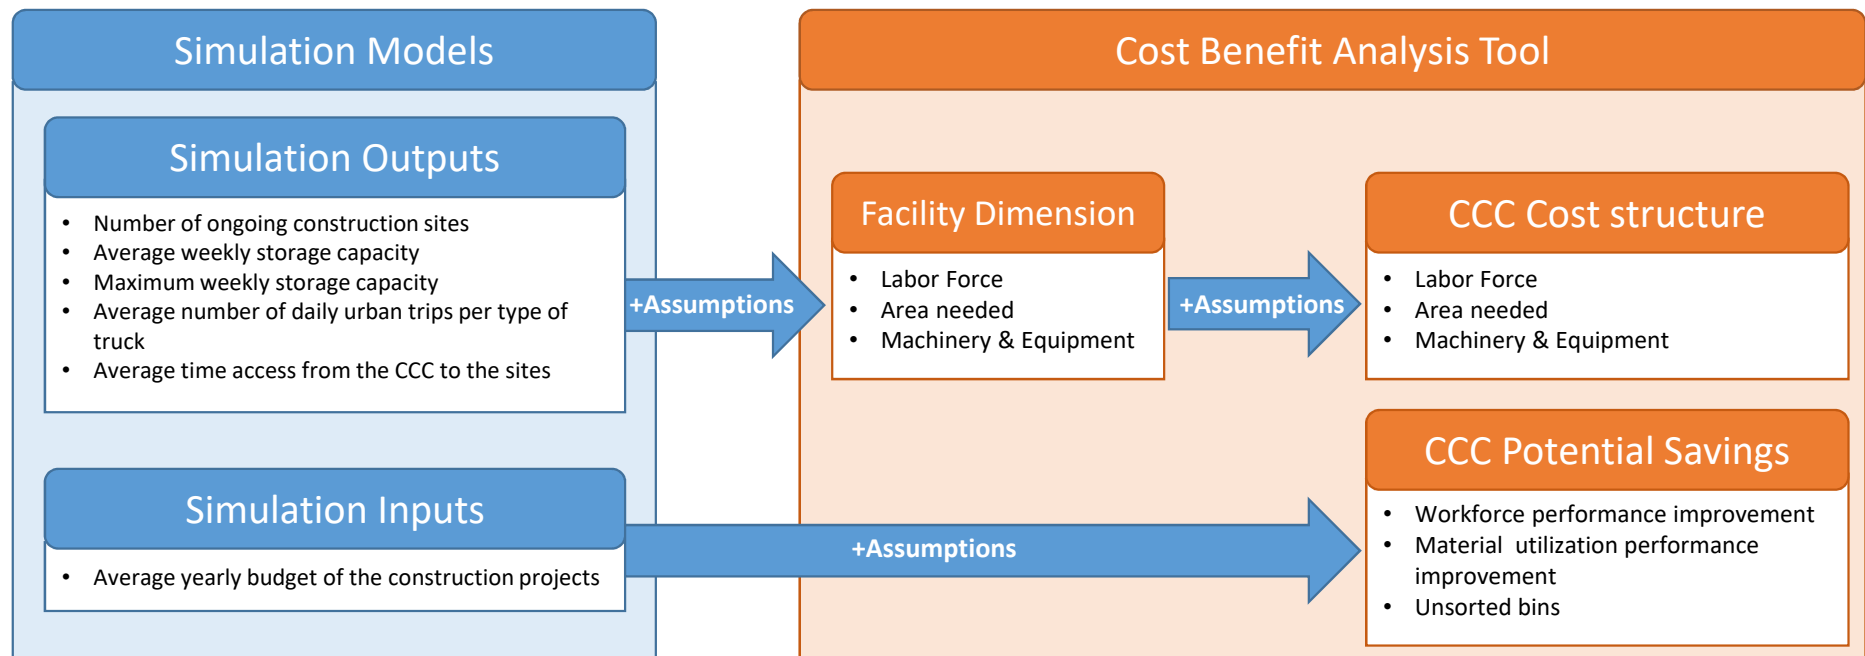 Simulation Models
Simulation Outputs
• Number of ongoing construction sites
• Average weekly storage capacity
• Maximum weekly storage capacity
• Average number of daily urban trips per type of
truck
• Average time access from the CCC to the sites
Simulation Inputs
• Average yearly budget of the construction projects
+Assumptions
+Assumptions
Cost Benefit Analysis Tool
Facility Dimension
• Labor Force
• Area needed
• Machinery & Equipment
+Assumptions
CCC Cost structure
• Labor Force
• Area needed
• Machinery & Equipment
CCC Potential Savings
• Workforce performance improvement
• Material utilization performance
improvement
• Unsorted bins